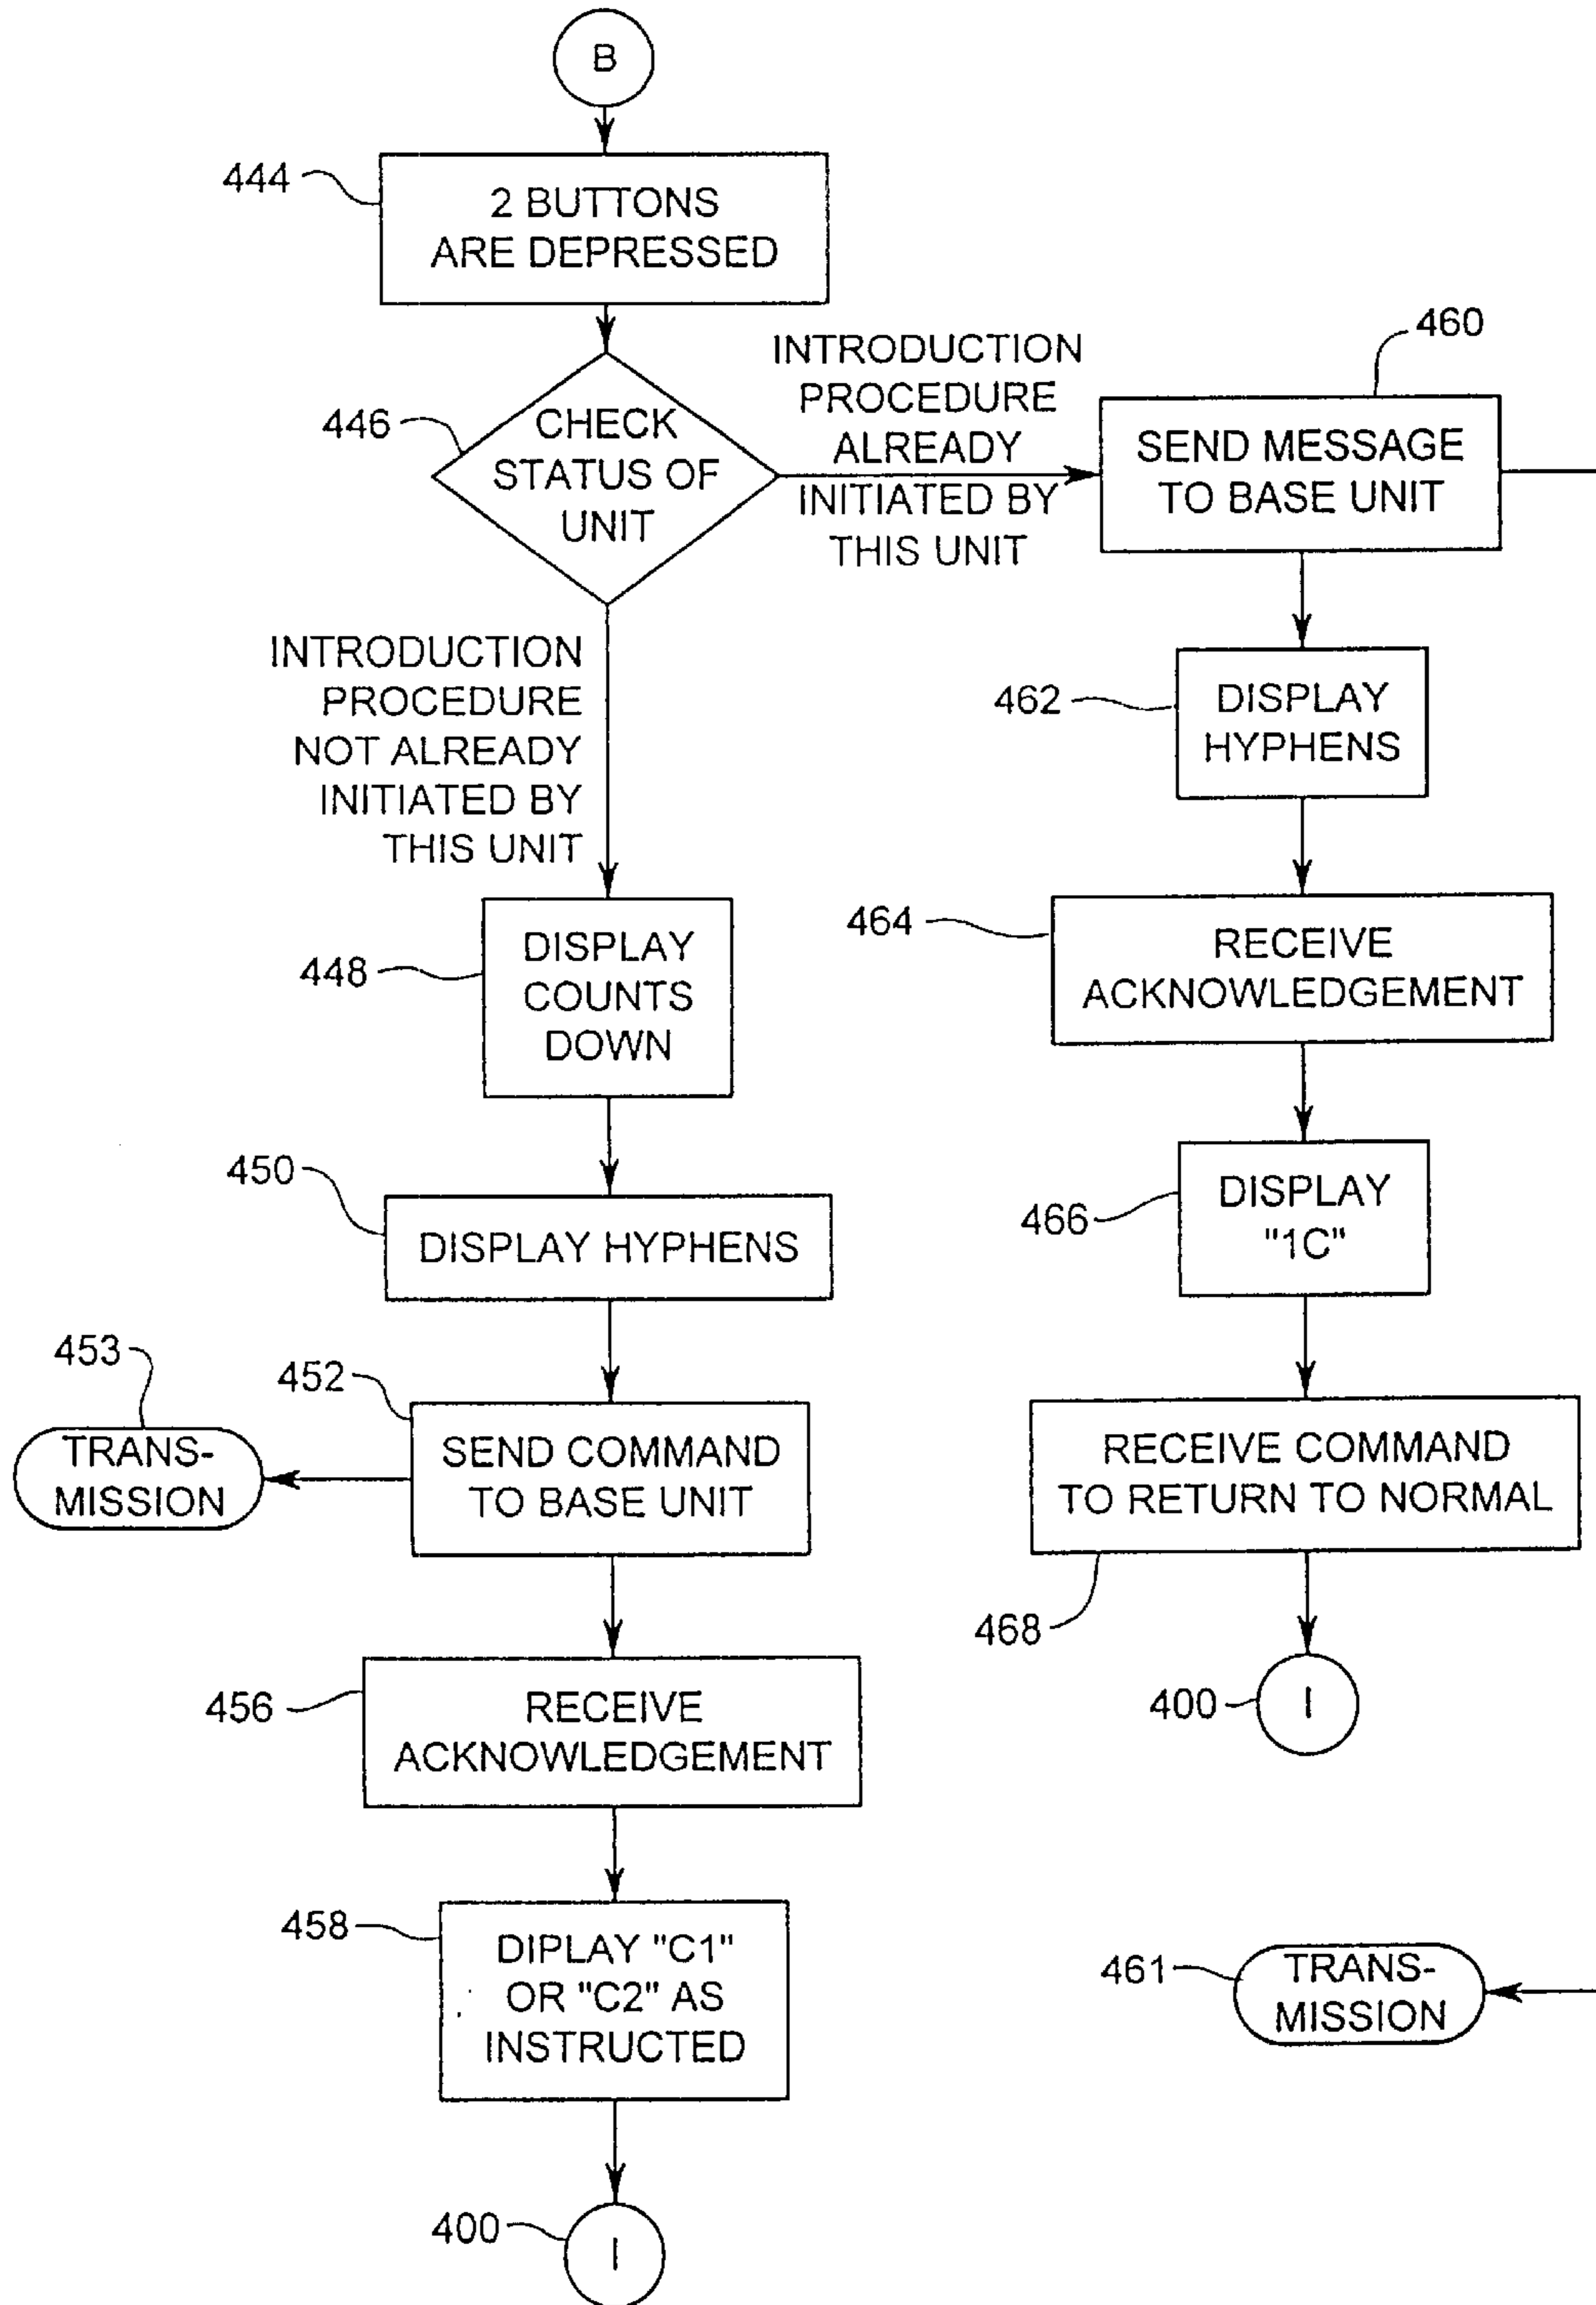 B
444
2 BUTTONS
ARE DEPRESSED
446
CHECK
STATUS OF
UNIT
INTRODUCTION
PROCEDURE
ALREADY
INITIATED BY
THIS UNIT
460
SEND MESSAGE
TO BASE UNIT
INTRODUCTION
PROCEDURE
NOT ALREADY
INITIATED BY
THIS UNIT
462
DISPLAY
HYPHENS
448
DISPLAY
COUNTS
DOWN
464
RECEIVE
ACKNOWLEDGEMENT
450
DISPLAY HYPHENS
466
DISPLAY
"1C"
453
TRANS-
MISSION
452
SEND COMMAND
TO BASE UNIT
RECEIVE COMMAND
TO RETURN TO NORMAL
468
456
RECEIVE
ACKNOWLEDGEMENT
400
I
458
DIPLAY "C1"
OR "C2" AS
INSTRUCTED
461
TRANS-
MISSION
400
I